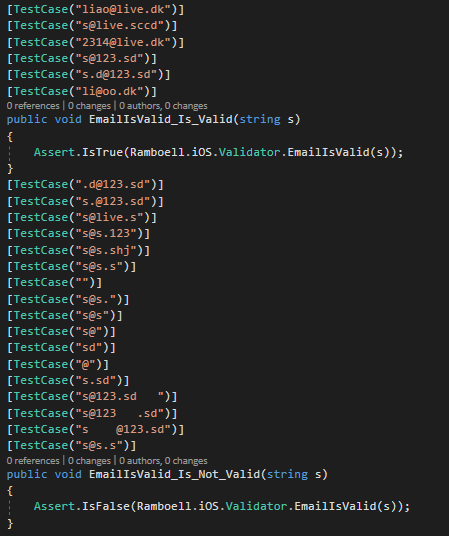 [TestCase("liao@live.dk")]
[TestCase("s@live.sccd")]
[TestCase("2314@live.dk")]
[TestCase("s@123.sd")]
[TestCase("s.d@123.sd")]
[TestCase("li@oo.dk")]
0 references | 0 changes | 0 authors, 0 changes
public void EmailIsValid_Is_Valid(string s)
{
    Assert.IsTrue(Ramboell.iOS.Validator.EmailIsValid(s));
}
[TestCase(".d@123.sd")]
[TestCase("s.@123.sd")]
[TestCase("s@live.s")]
[TestCase("s@s.123")]
[TestCase("s@s.shj")]
[TestCase("s@s.s")]
[TestCase("")]
[TestCase("s@s.")]
[TestCase("s@s")]
[TestCase("s@")]
[TestCase("sd")]
[TestCase("@")]
[TestCase("s.sd")]
[TestCase("s@123.sd   ")]
[TestCase("s@123   .sd")]
[TestCase("s    @123.sd")]
[TestCase("s@s.s")]
0 references | 0 changes | 0 authors, 0 changes
public void EmailIsValid_Is_Not_Valid(string s)
{
    Assert.IsFalse(Ramboell.iOS.Validator.EmailIsValid(s));
}